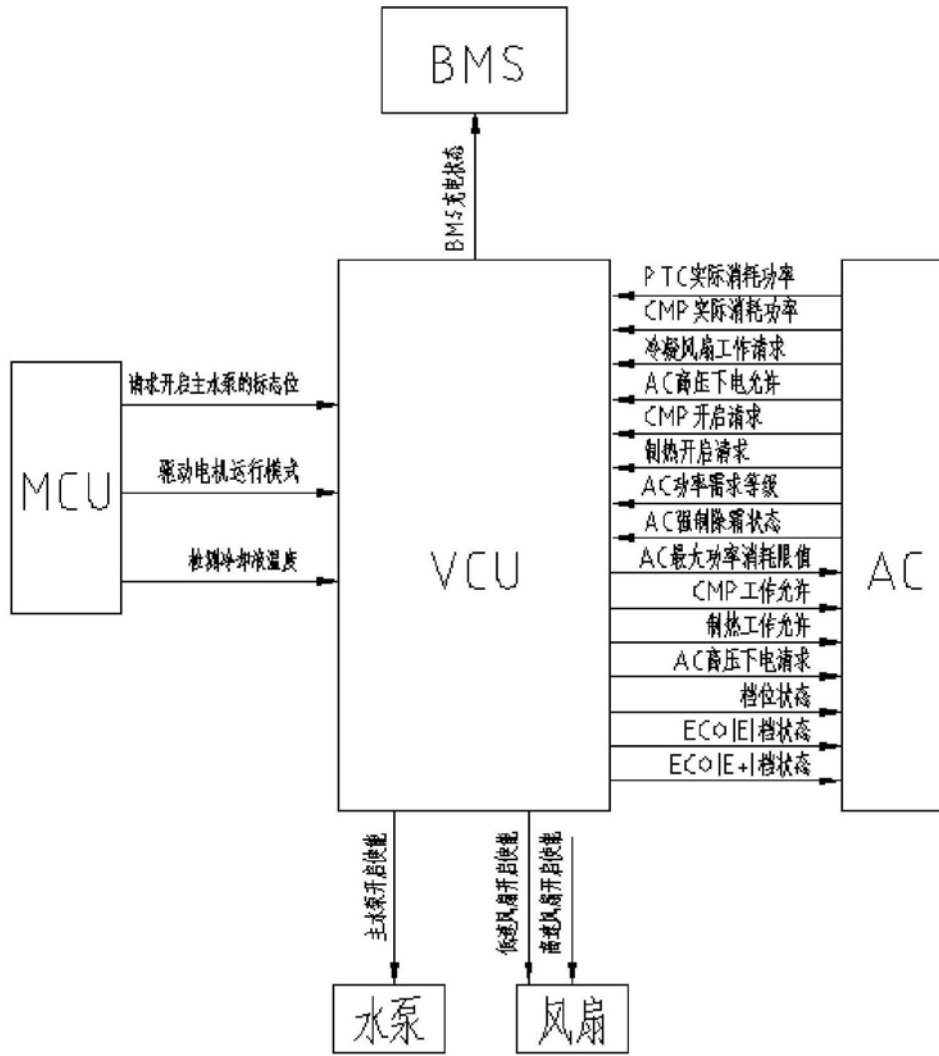 BMS
BMS充电状态
PTC实际消耗功率
CMP实际消耗功率
冷凝风扇工作请求
AC高压下电允许
CMP开启请求
制热开启请求
AC功率需求等级
AC强制除霜状态
AC最大功率消耗限值
CMP工作允许
制热工作允许
AC高压下电请求
档位状态
ECO|E|档状态
ECO|E+|档状态
请求开启主水泵的标志位
驱动电机运行模式
检测冷却液温度
MCU
VCU
AC
主水泵开启使能
低速风扇开启使能
高速风扇开启使能
水泵
风扇